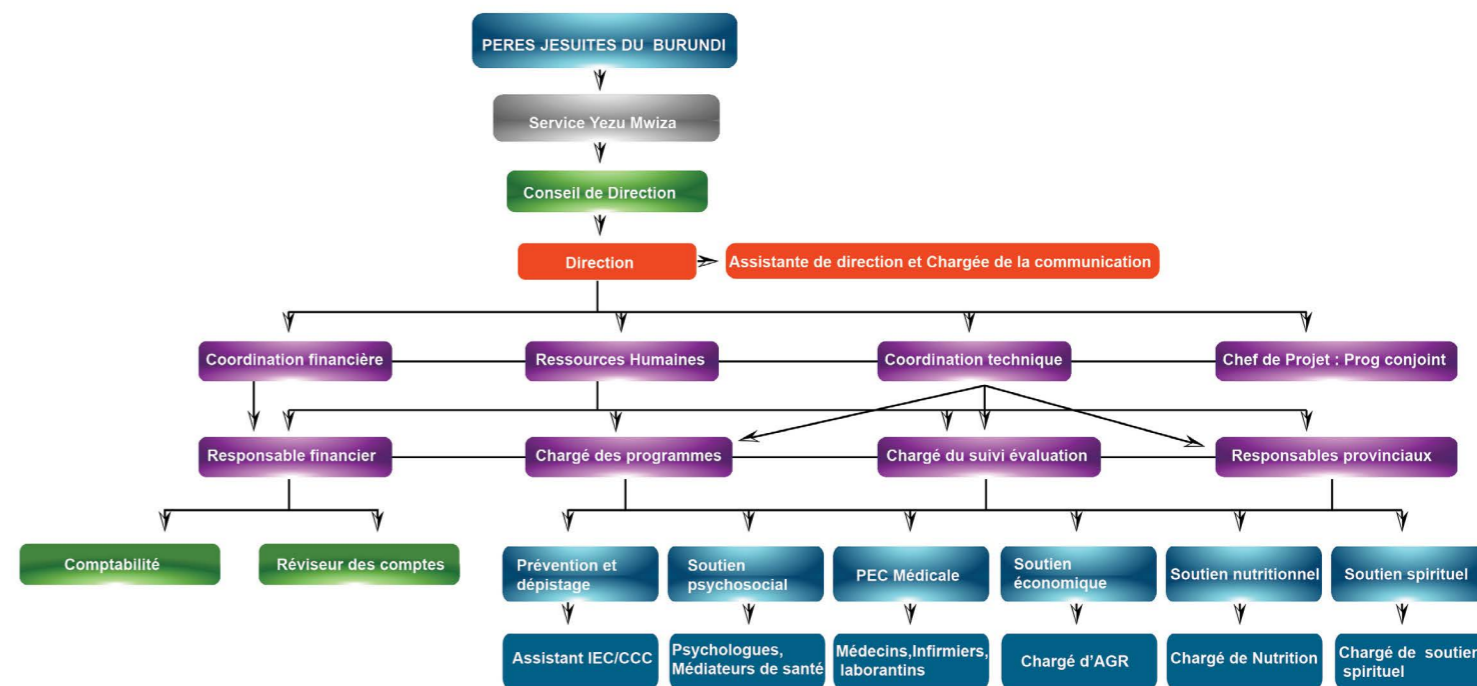 PERES JESUITES DU BURUNDI
Service Yezu Mwiza
Conseil de Direction
Direction
Assistante de direction et Chargée de la communication
Coordination financière
Ressources Humaines
Coordination technique
Chef de Projet : Prog conjoint
Responsable financier
Chargé des programmes
Chargé du suivi évaluation
Responsables provinciaux
Comptabilité
Réviseur des comptes
Prévention et
dépistage
Soutien
psychosocial
PEC Médicale
Soutien
économique
Soutien nutritionnel
Soutien spirituel
Assistant IEC/CCC
Psychologues,
Médiateurs de santé
Médecins,Infirmiers,
laborantins
Chargé d'AGR
Chargé de Nutrition
Chargé de soutien
spirituel